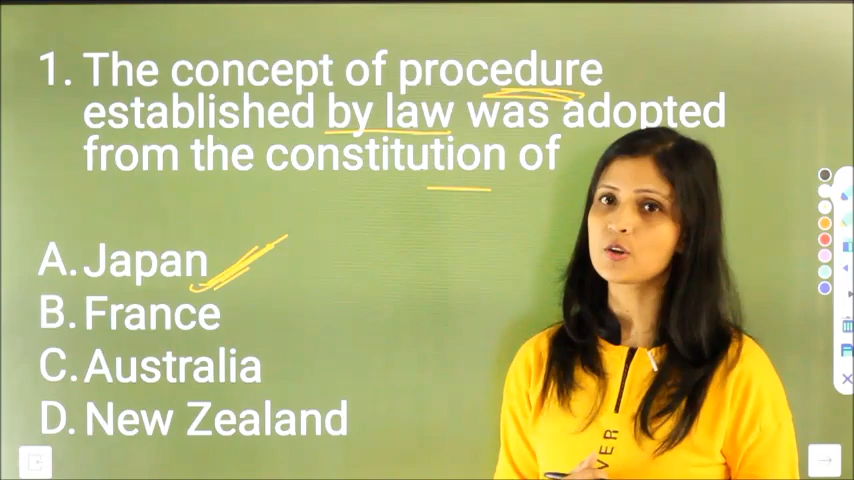 1. The concept of procedure
established by law was adopted
from the constitution of
A. Japan
B. France
C. Australia
D. New Zealand
VER